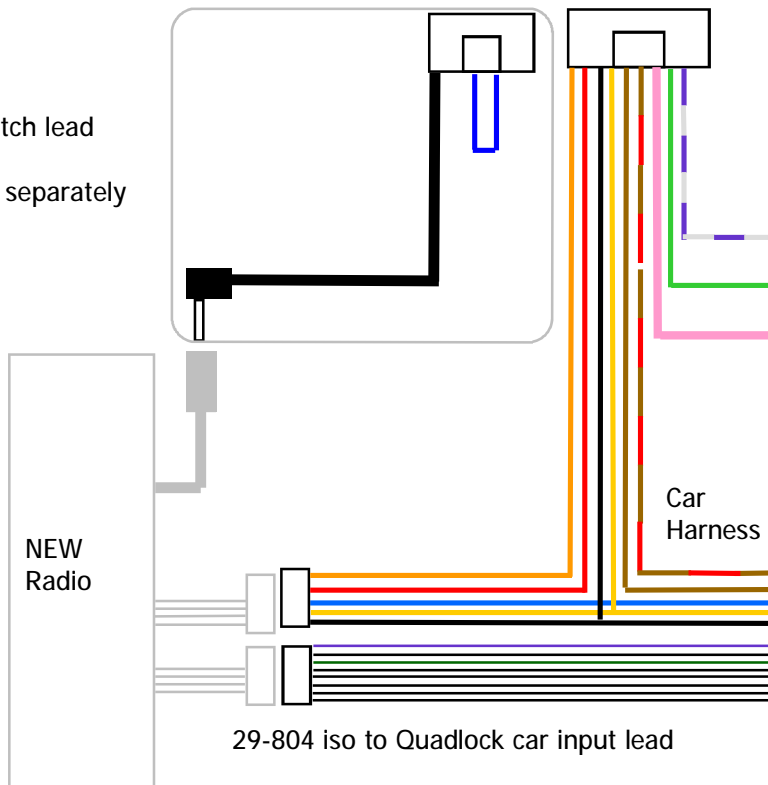 tch lead
separately
Car
Harness
NEW
Radio
29-804 iso to Quadlock car input lead